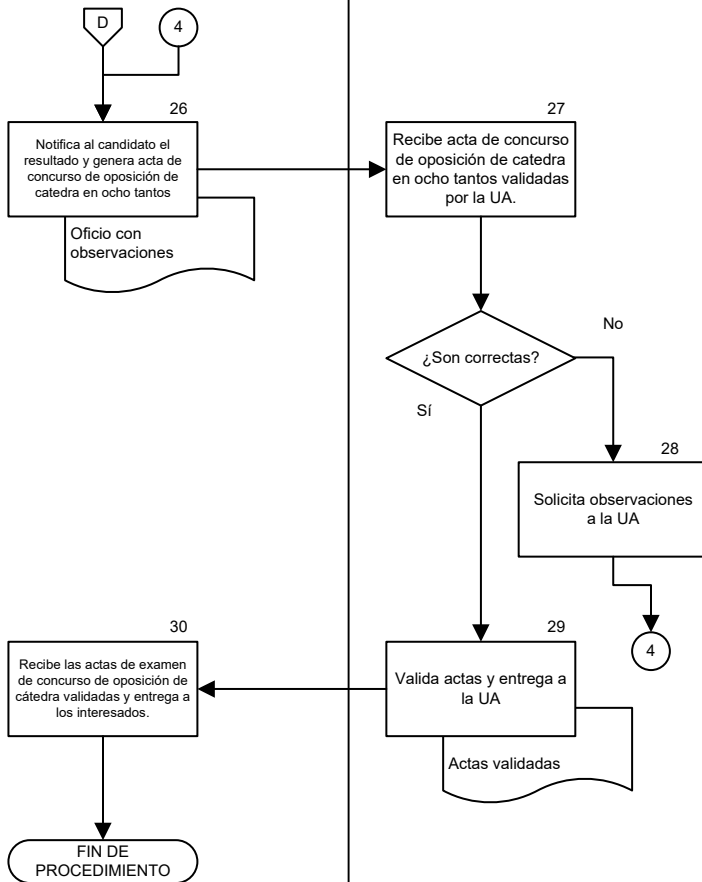 D
4
26
Notifica al candidato el
resultado y genera acta de
concurso de oposición de
catedra en ocho tantos
Oficio con
observaciones
27
Recibe acta de concurso
de oposición de catedra
en ocho tantos validadas
por la UA.
¿Son correctas?
No
Sí
28
Solicita observaciones
a la UA
4
29
Valida actas y entrega a
la UA
Actas validadas
30
Recibe las actas de examen
de concurso de oposición de
cátedra validadas y entrega a
los interesados.
FIN DE
PROCEDIMIENTO